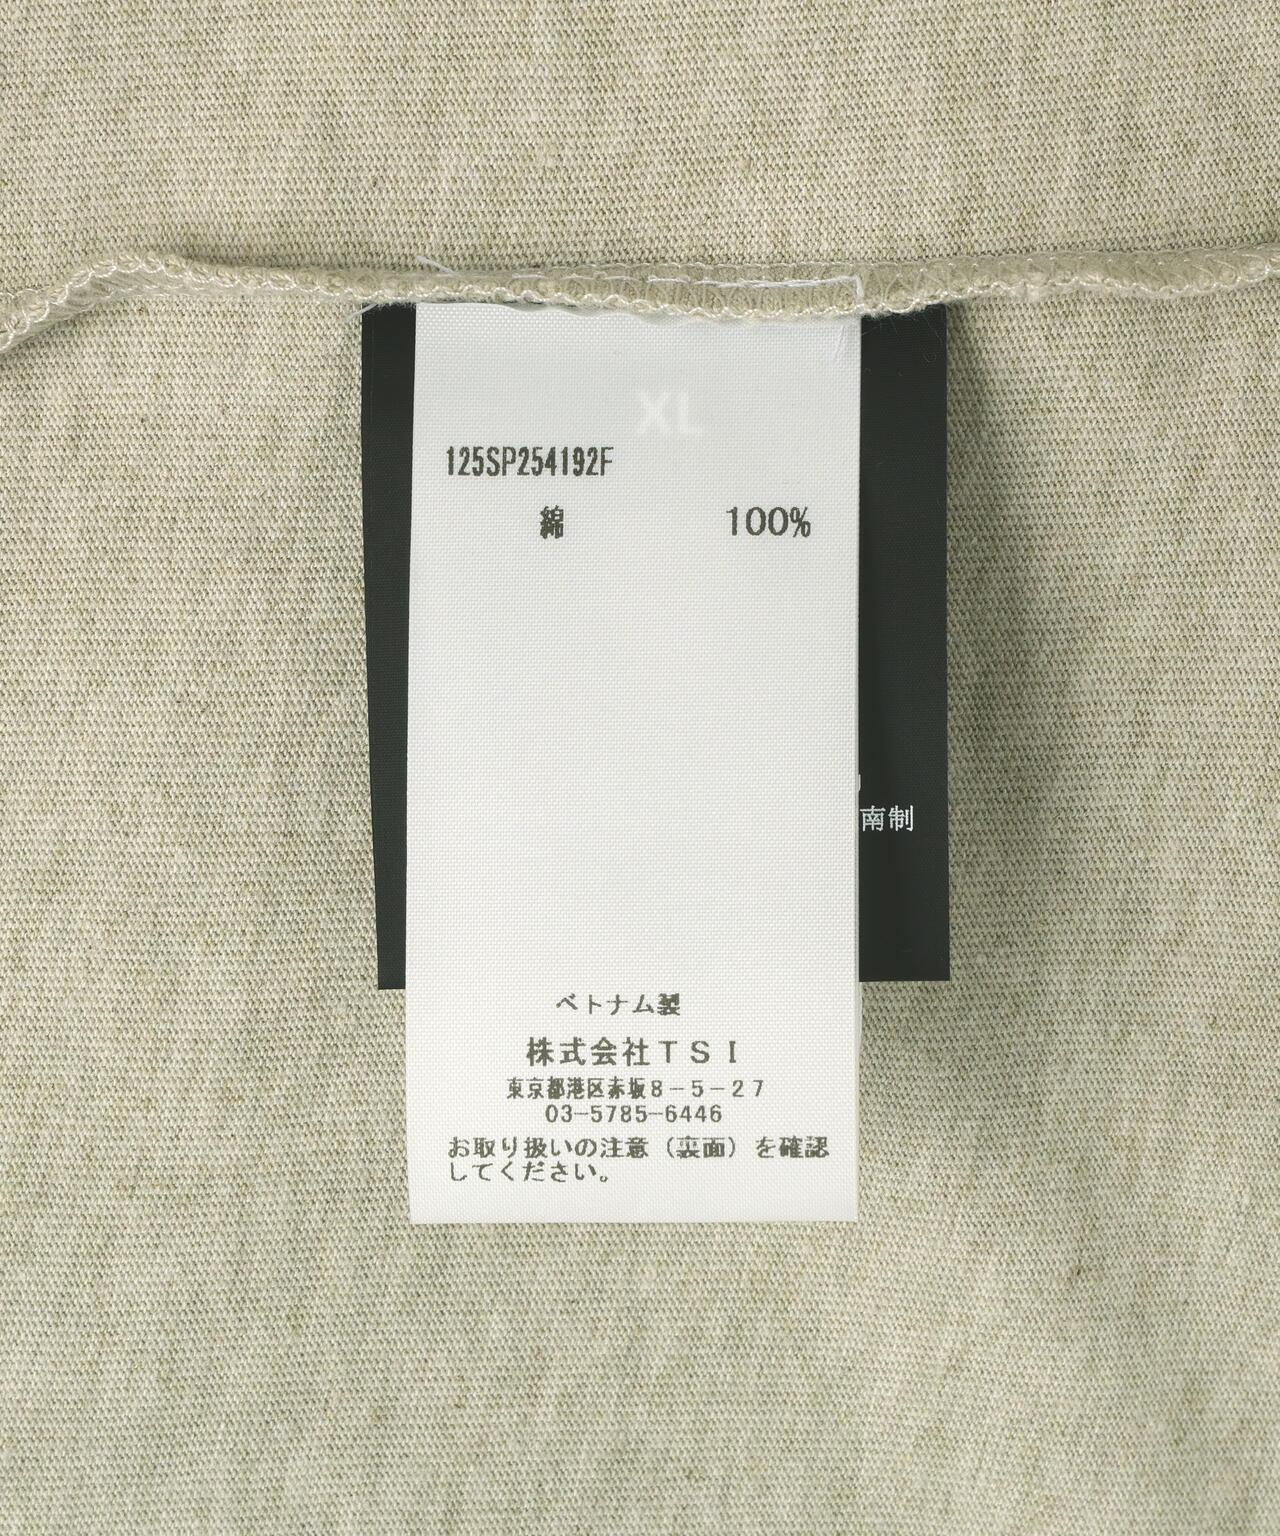 XL
125SP254192F
綿 100%
南制
ベトナム製
株式会社TSI
東京都港区赤坂8-5-27
03-5785-6446
お取り扱いの注意（裏面）を確認
してください。